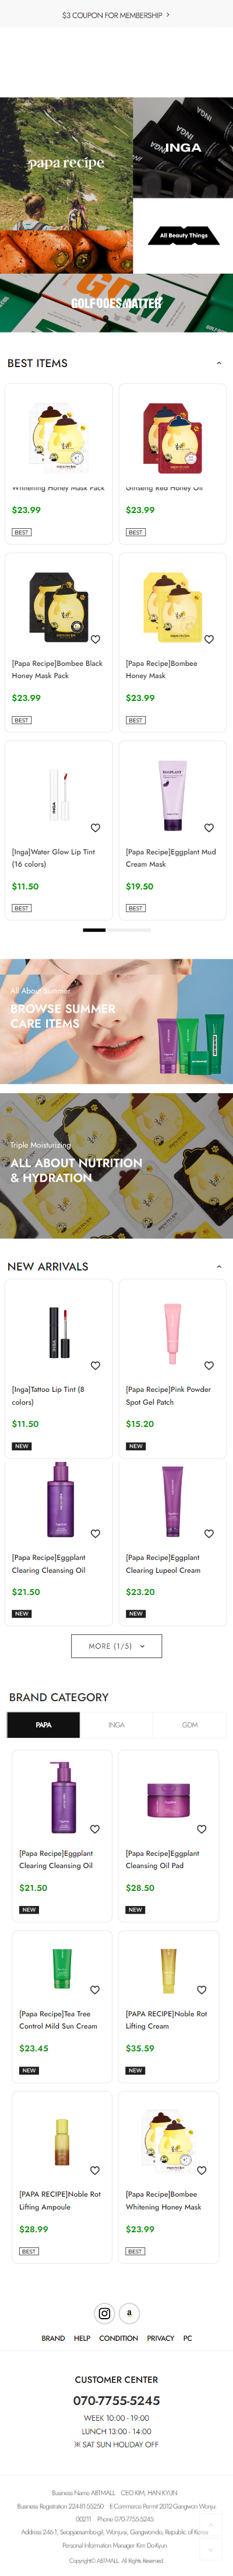 $3 COUPON FOR MEMBERSHIP >
papa recipe
INGA
All Beauty Things
GOLFDOESMATTER
BEST ITEMS
Whitening Honey Mask Pack
$23.99
BEST
Ginseng Red Honey Oil
$23.99
BEST
[Papa Recipe]Bombee Black
Honey Mask Pack
$23.99
BEST
[Papa Recipe]Bombee
Honey Mask
$23.99
BEST
[Inga]Water Glow Lip Tint
(16 colors)
$11.50
BEST
EGGPLANT
[Papa Recipe]Eggplant Mud
Cream Mask
$19.50
BEST
All About Summer
BROWSE SUMMER
CARE ITEMS
Triple Moisturizing
ALL ABOUT NUTRITION
& HYDRATION
NEW ARRIVALS
[Inga]Tattoo Lip Tint (8
colors)
$11.50
NEW
[Papa Recipe]Pink Powder
Spot Gel Patch
$15.20
NEW
[Papa Recipe]Eggplant
Clearing Cleansing Oil
$21.50
NEW
[Papa Recipe]Eggplant
Clearing Lupeol Cream
$23.20
NEW
MORE (1/5)
BRAND CATEGORY
PAPA
INGA
GDM
[Papa Recipe]Eggplant
Clearing Cleansing Oil
$21.50
NEW
[Papa Recipe]Eggplant
Cleansing Oil Pad
$28.50
NEW
[Papa Recipe]Tea Tree
Control Mild Sun Cream
$23.45
NEW
[PAPA RECIPE]Noble Rot
Lifting Cream
$35.59
NEW
[PAPA RECIPE]Noble Rot
Lifting Ampoule
$28.99
BEST
[Papa Recipe]Bombee
Whitening Honey Mask
$23.99
BEST
BRAND HELP CONDITION PRIVACY PC
CUSTOMER CENTER
070-7755-5245
WEEK 10:00 - 19:00
LUNCH 13:00 - 14:00
※ SAT SUN HOLIDAY OFF
Business Name ABTMALL CEO KIM, HAN KYUN
Business Registration 224-81-55250 E-Commerce Permit 2012-Gangwon Wonju-
00211 Phone 070-7755-5245
Address 246-1, Seoppaesambo-gil, Wonju-si, Gangwon-do, Republic of Korea
Personal Information Manager Kim Do-Kyun
Copyright © ABTMALL. All Rights Reserved.